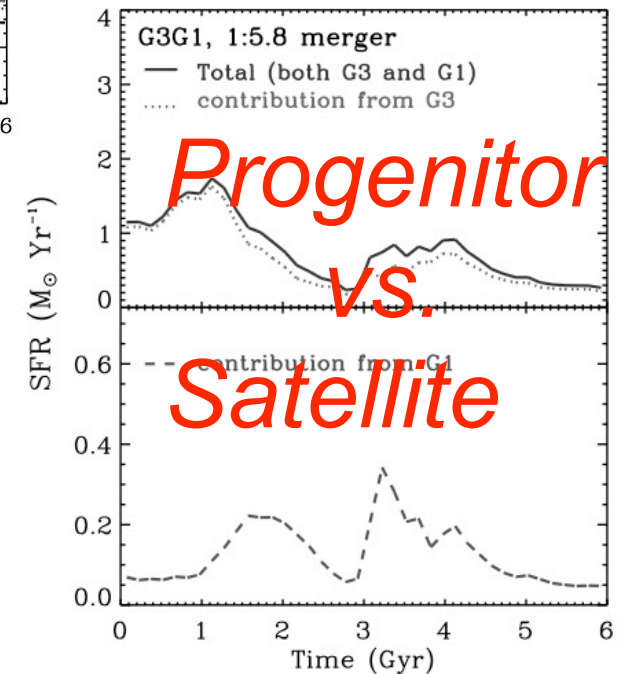 6
4
G3G1, 1:5.8 merger
Total (both G3 and G1)
3
contribution from G3
Progenitor
2
1
vs.
0
SFR (M⊙ Yr⁻¹)
0.6
contribution from G1
Satellite
0.4
0.2
0.0
0 1 2 3 4 5 6
Time (Gyr)